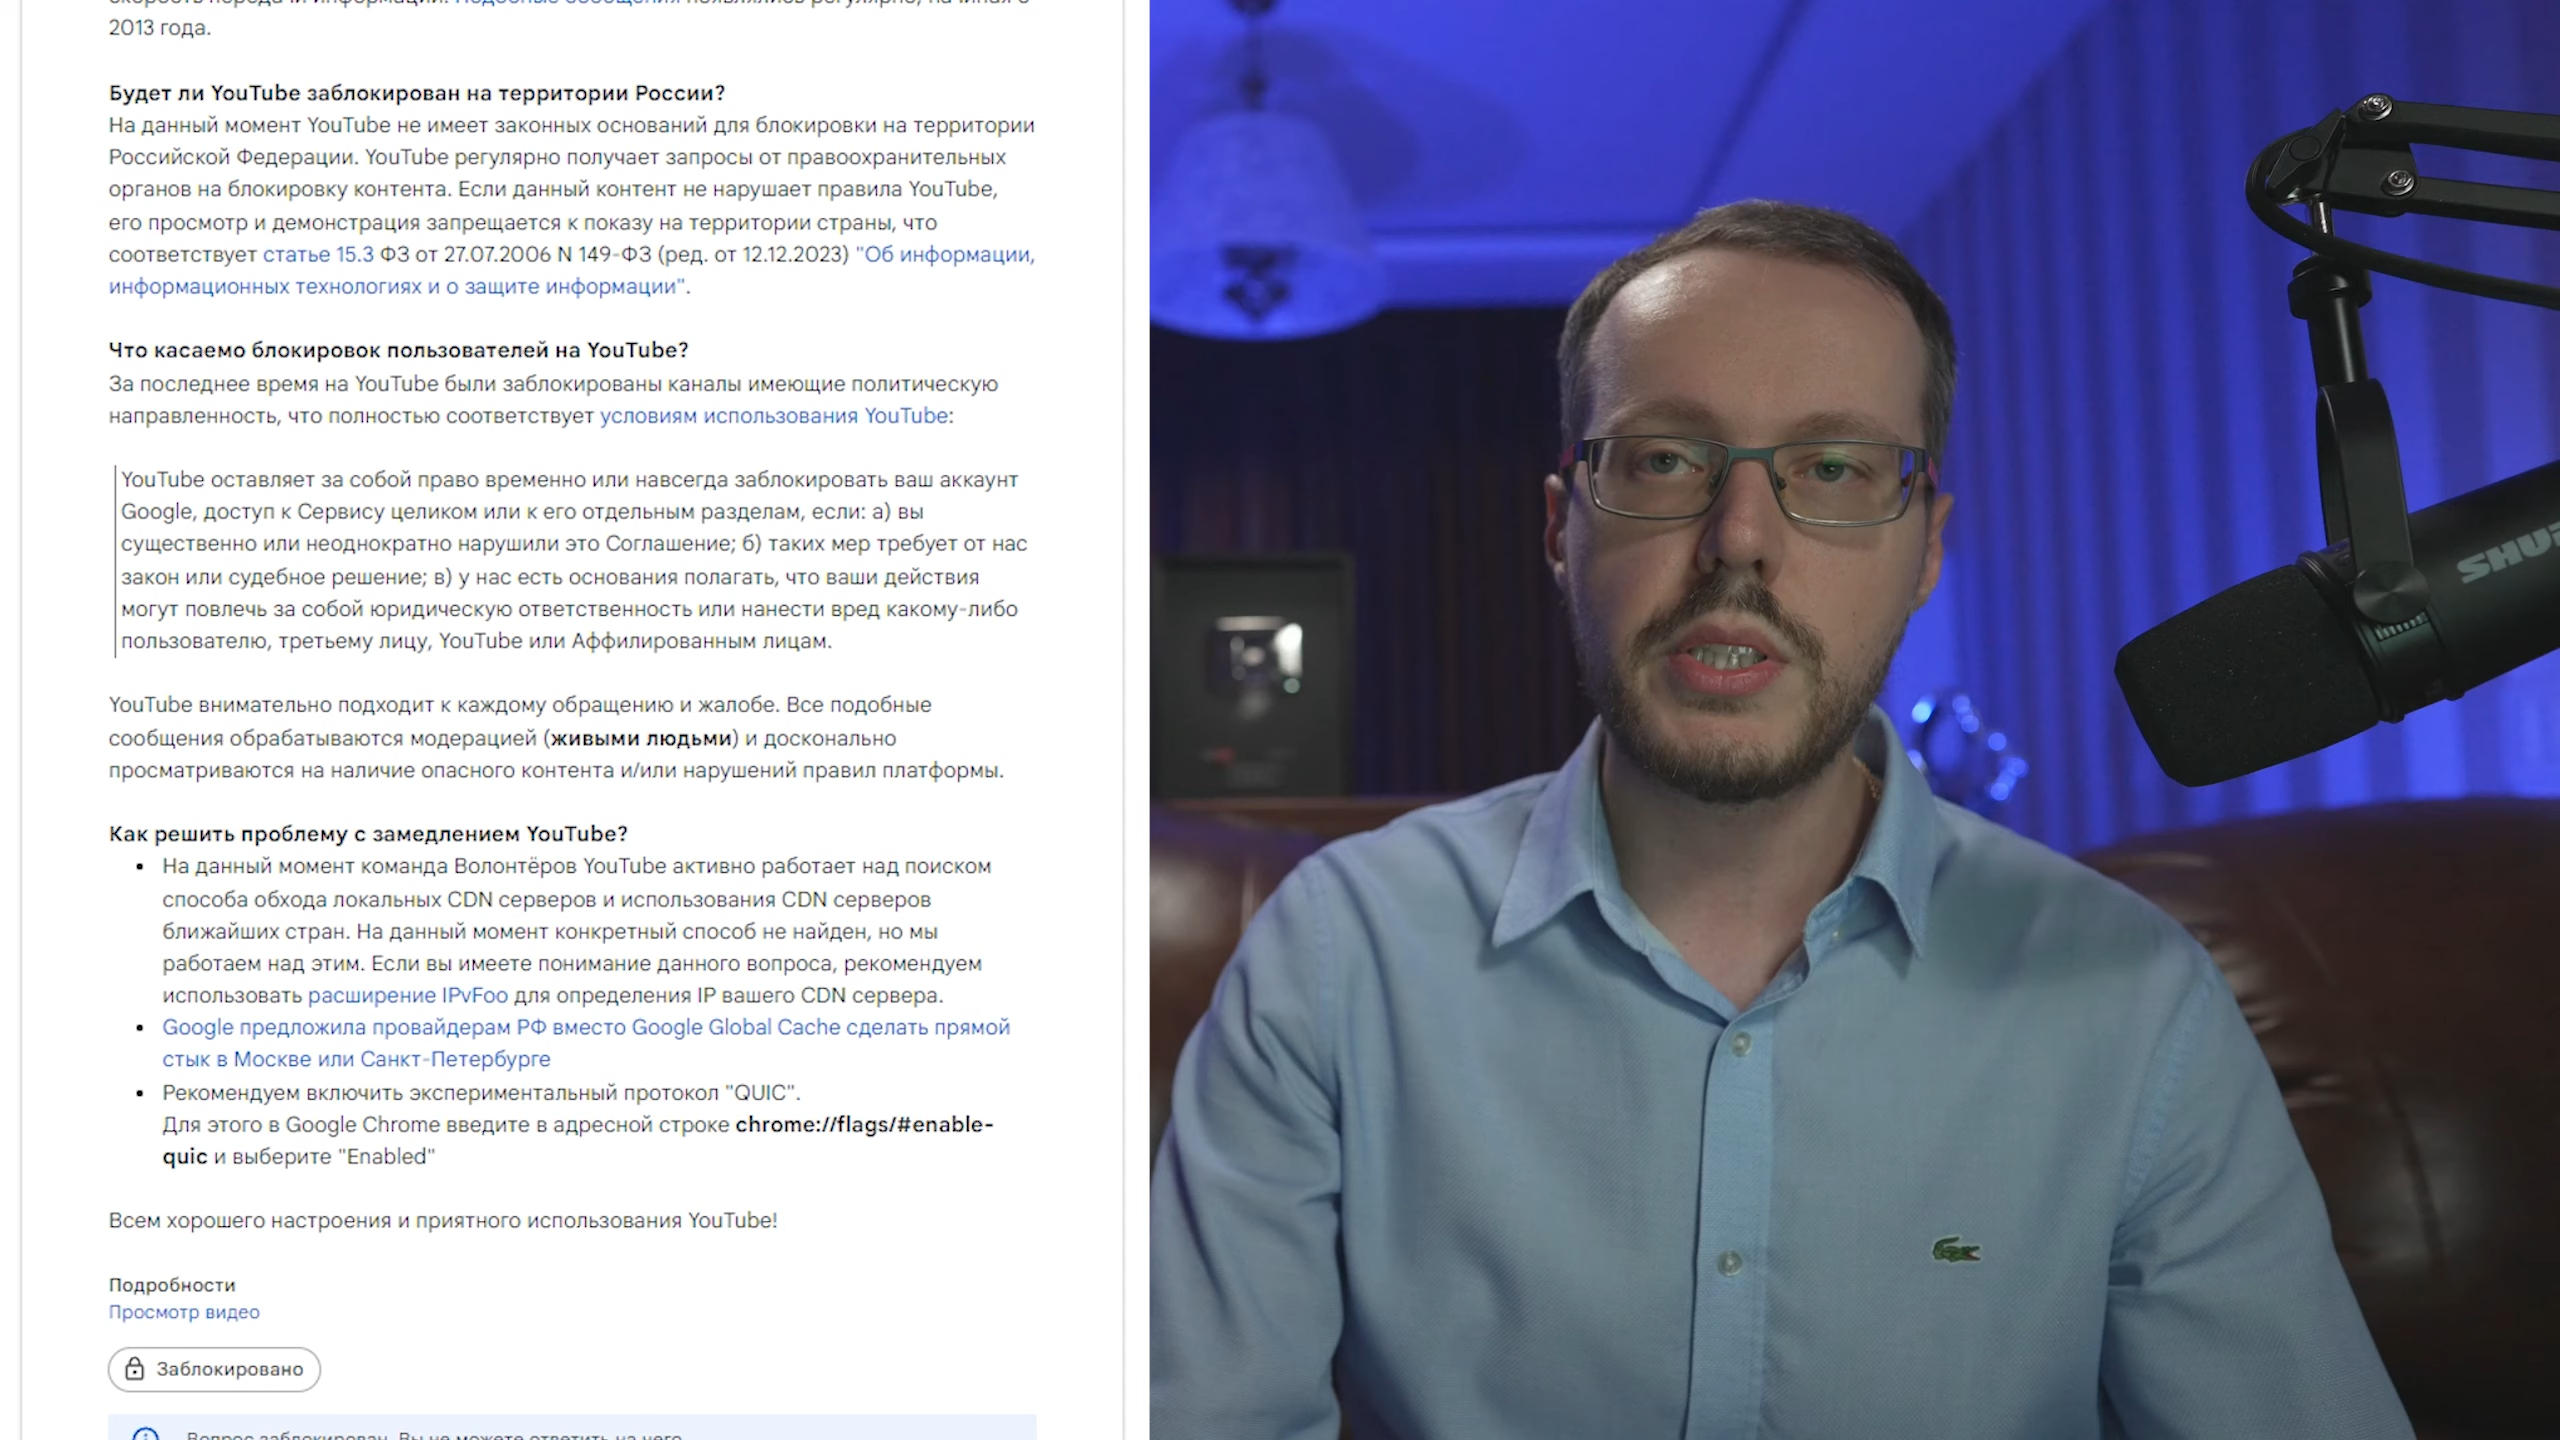 2013 года.
Будет ли YouTube заблокирован на территории России?
На данный момент YouTube не имеет законных оснований для блокировки на территории
Российской Федерации. YouTube регулярно получает запросы от правоохранительных
органов на блокировку контента. Если данный контент не нарушает правила YouTube,
его просмотр и демонстрация запрещается к показу на территории страны, что
соответствует статье 15.3 ФЗ от 27.07.2006 N 149-ФЗ (ред. от 12.12.2023) "Об информации,
информационных технологиях и о защите информации".
Что касаемо блокировок пользователей на YouTube?
За последнее время на YouTube были заблокированы каналы имеющие политическую
направленность, что полностью соответствует условиям использования YouTube:
YouTube оставляет за собой право временно или навсегда заблокировать ваш аккаунт
Google, доступ к Сервису целиком или к его отдельным разделам, если: а) вы
существенно или неоднократно нарушили это Соглашение; б) таких мер требует от нас
закон или судебное решение; в) у нас есть основания полагать, что ваши действия
могут повлечь за собой юридическую ответственность или нанести вред какому-либо
пользователю, третьему лицу, YouTube или Аффилированным лицам.
YouTube внимательно подходит к каждому обращению и жалобе. Все подобные
сообщения обрабатываются модерацией (живыми людьми) и досконально
просматриваются на наличие опасного контента и/или нарушений правил платформы.
Как решить проблему с замедлением YouTube?
• На данный момент команда Волонтёров YouTube активно работает над поиском
способа обхода локальных CDN серверов и использования CDN серверов
ближайших стран. На данный момент конкретный способ не найден, но мы
работаем над этим. Если вы имеете понимание данного вопроса, рекомендуем
использовать расширение IPvFoo для определения IP вашего CDN сервера.
• Google предложила провайдерам РФ вместо Google Global Cache сделать прямой
стык в Москве или Санкт-Петербурге
• Рекомендуем включить экспериментальный протокол "QUIC".
Для этого в Google Chrome введите в адресной строке chrome://flags/#enable-
quic и выберите "Enabled"
Всем хорошего настроения и приятного использования YouTube!
Подробности
Просмотр видео
Заблокировано
Вопрос заблокирован. Вы не можете ответить на него.